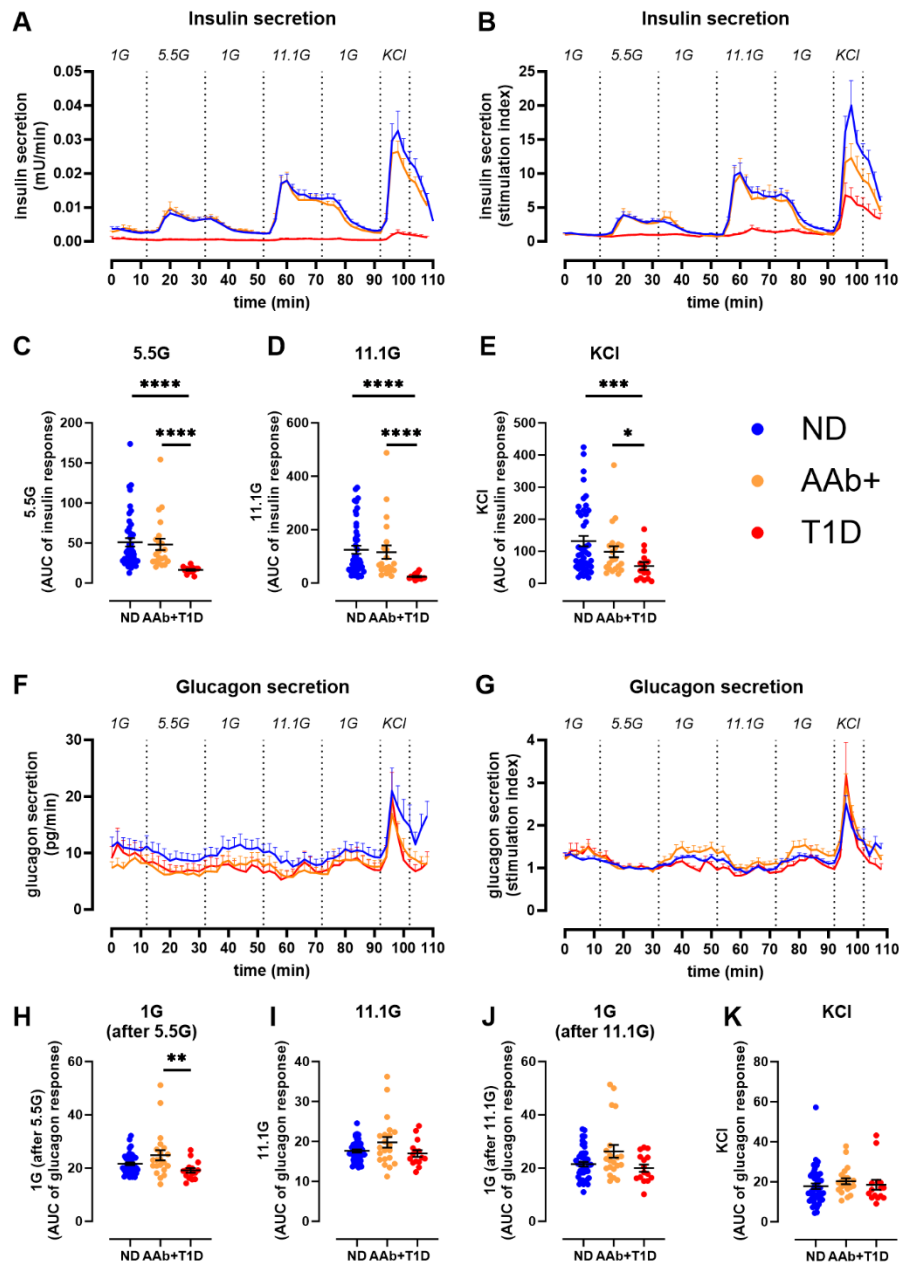 A
Insulin secretion
1G 5.5G 1G 11.1G 1G KCl
Insulin secretion
(mU/min)
0.05
0.04
0.03
0.02
0.01
0.00
0 10 20 30 40 50 60 70 80 90 100 110
time (min)
B
Insulin secretion
1G 5.5G 1G 11.1G 1G KCl
Insulin secretion
(stimulation index)
25
20
15
10
5
0
0 10 20 30 40 50 60 70 80 90 100 110
time (min)
C
5.5G
****
****
5.5G
(AUC of insulin response)
200
150
100
50
0
ND AAb+ T1D
D
11.1G
****
****
11.1G
(AUC of insulin response)
600
400
200
0
ND AAb+ T1D
E
KCl
***
*
KCl
(AUC of insulin response)
500
400
300
200
100
0
ND AAb+ T1D
ND
AAb+
T1D
F
Glucagon secretion
1G 5.5G 1G 11.1G 1G KCl
glucagon secretion
(pg/min)
30
20
10
0
0 10 20 30 40 50 60 70 80 90 100 110
time (min)
G
Glucagon secretion
1G 5.5G 1G 11.1G 1G KCl
glucagon secretion
(stimulation index)
4
3
2
1
0
0 10 20 30 40 50 60 70 80 90 100 110
time (min)
H
1G
(after 5.5G)
**
1G (after 5.5G)
(AUC of glucagon response)
60
40
20
0
ND AAb+ T1D
I
11.1G
11.1G
(AUC of glucagon response)
40
30
20
10
0
ND AAb+ T1D
J
1G
(after 11.1G)
1G (after 11.1G)
(AUC of glucagon response)
60
40
20
0
ND AAb+ T1D
K
KCl
KCl
(AUC of glucagon response)
80
60
40
20
0
ND AAb+ T1D